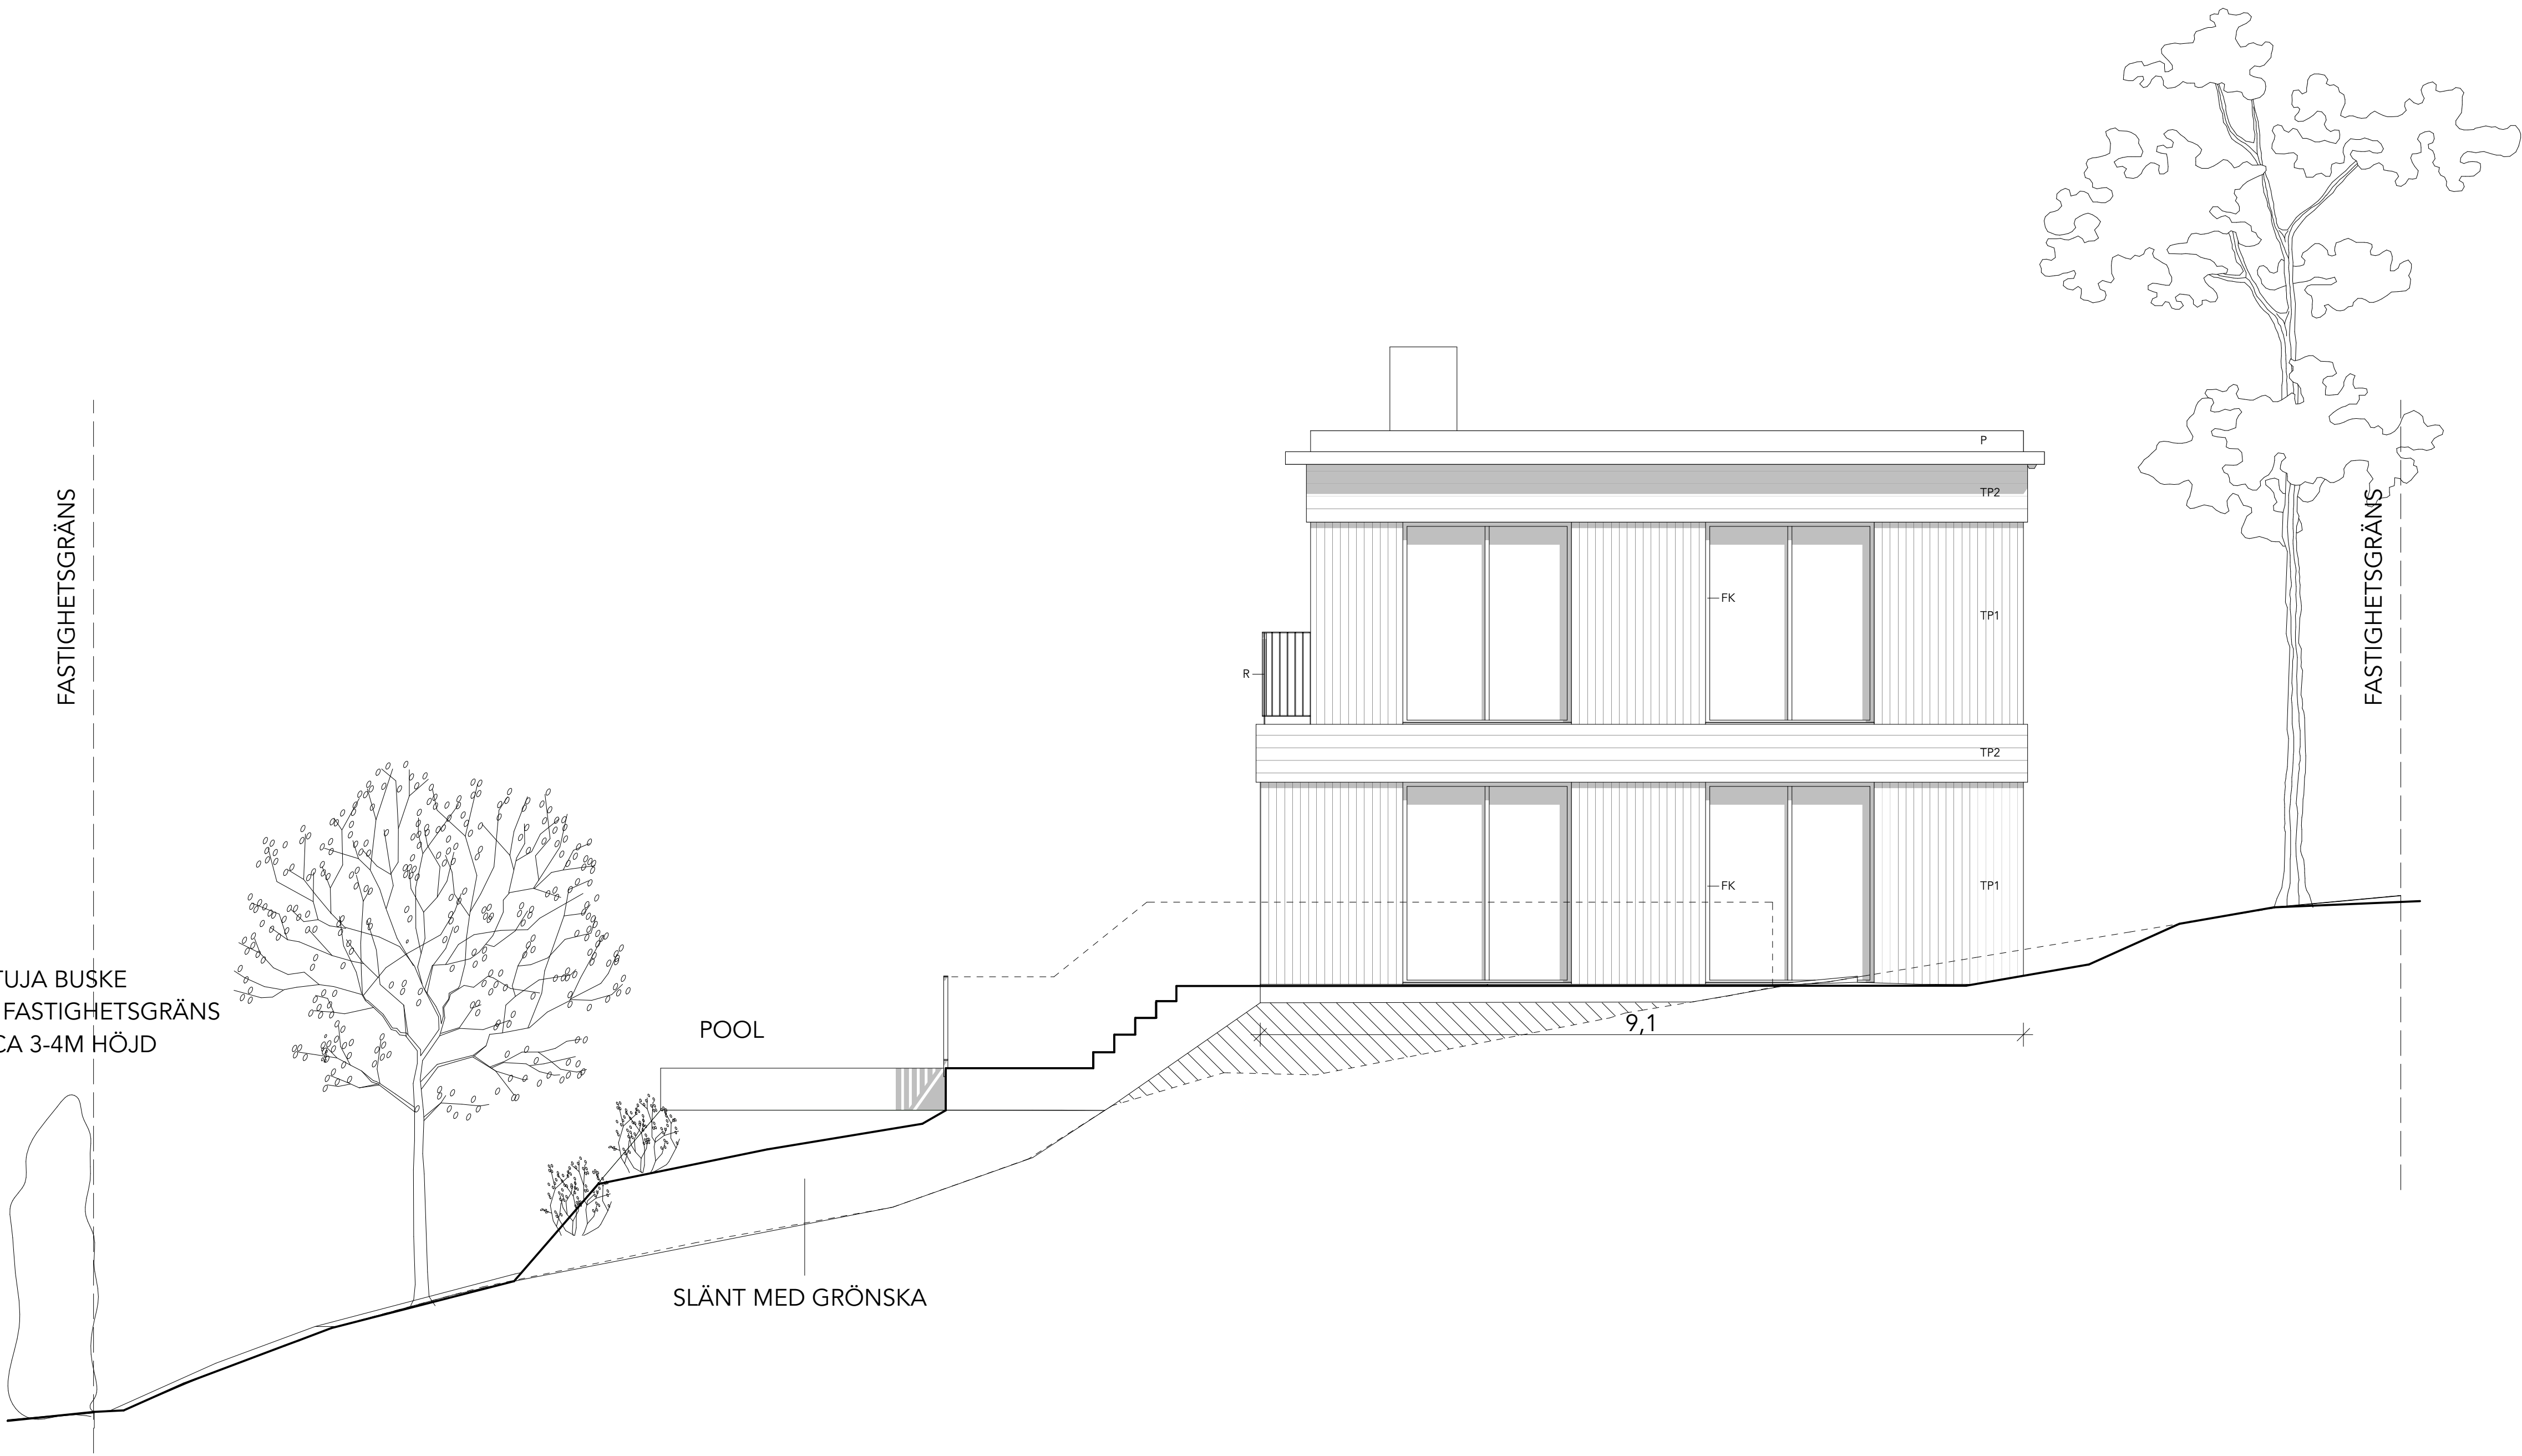 P
TP2
FASTIGHETSGRÄNS
FASTIGHETSGRÄNS
FK
TP1
R
TP2
FK
TP1
TUJA BUSKE
FASTIGHETSGRÄNS
CA 3-4M HÖJD
POOL
9,1
SLÄNT MED GRÖNSKA